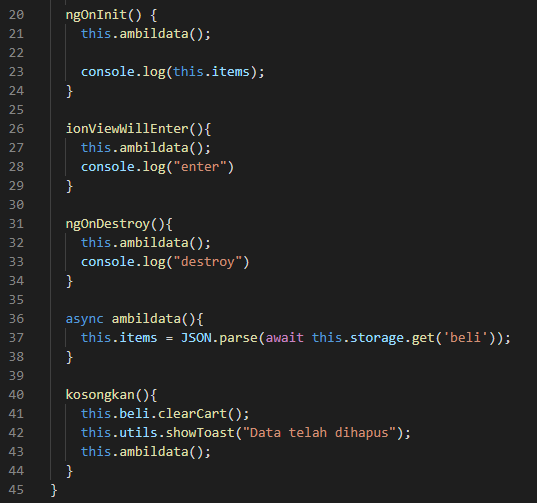 20 ngOnInit() {
21 this.ambildata();
22
23 console.log(this.items);
24 }
25
26 ionViewWillEnter(){
27 this.ambildata();
28 console.log("enter")
29 }
30
31 ngOnDestroy(){
32 this.ambildata();
33 console.log("destroy")
34 }
35
36 async ambildata(){
37 this.items = JSON.parse(await this.storage.get('beli'));
38 }
39
40 kosongkan(){
41 this.beli.clearCart();
42 this.utils.showToast("Data telah dihapus");
43 this.ambildata();
44 }
45 }